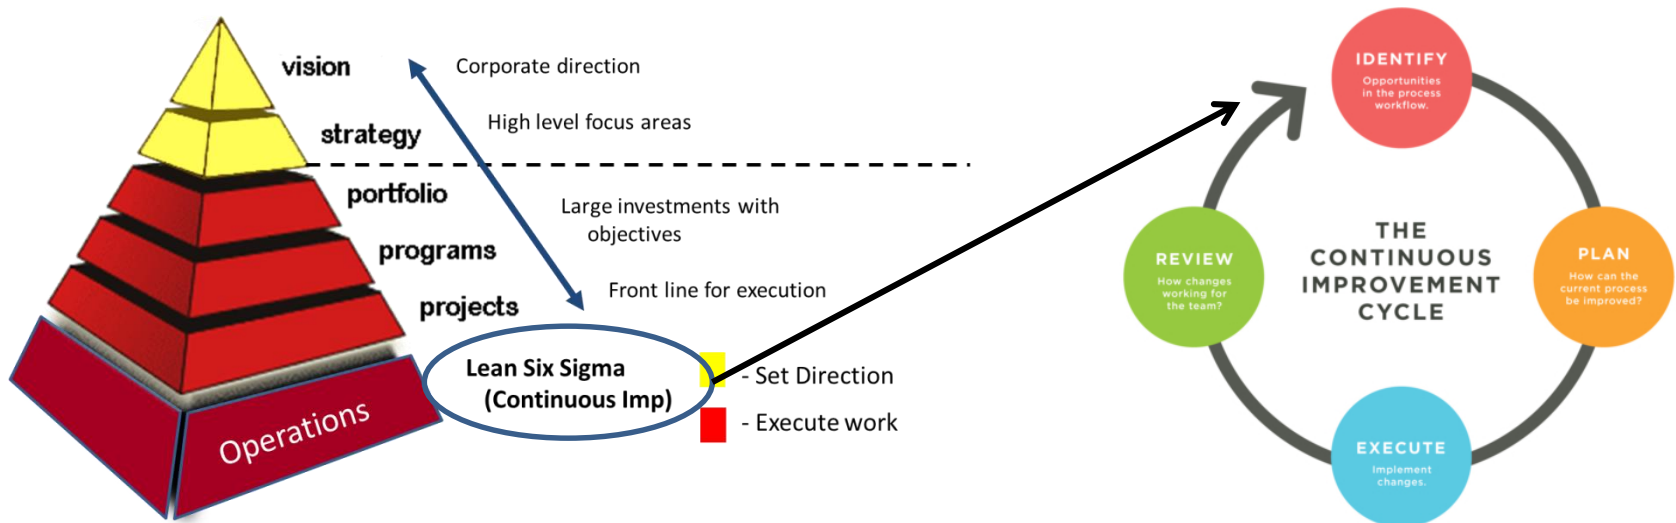 vision
Corporate direction
strategy
High level focus areas
portfolio
Large investments with
objectives
programs
projects
Front line for execution
Lean Six Sigma
(Continuous Imp)
- Set Direction
- Execute work
Operations
IDENTIFY
Opportunities
in the process
workflow.
PLAN
How can the
current process
be improved?
EXECUTE
Implement
changes.
REVIEW
How changes
working for
the team?
THE
CONTINUOUS
IMPROVEMENT
CYCLE